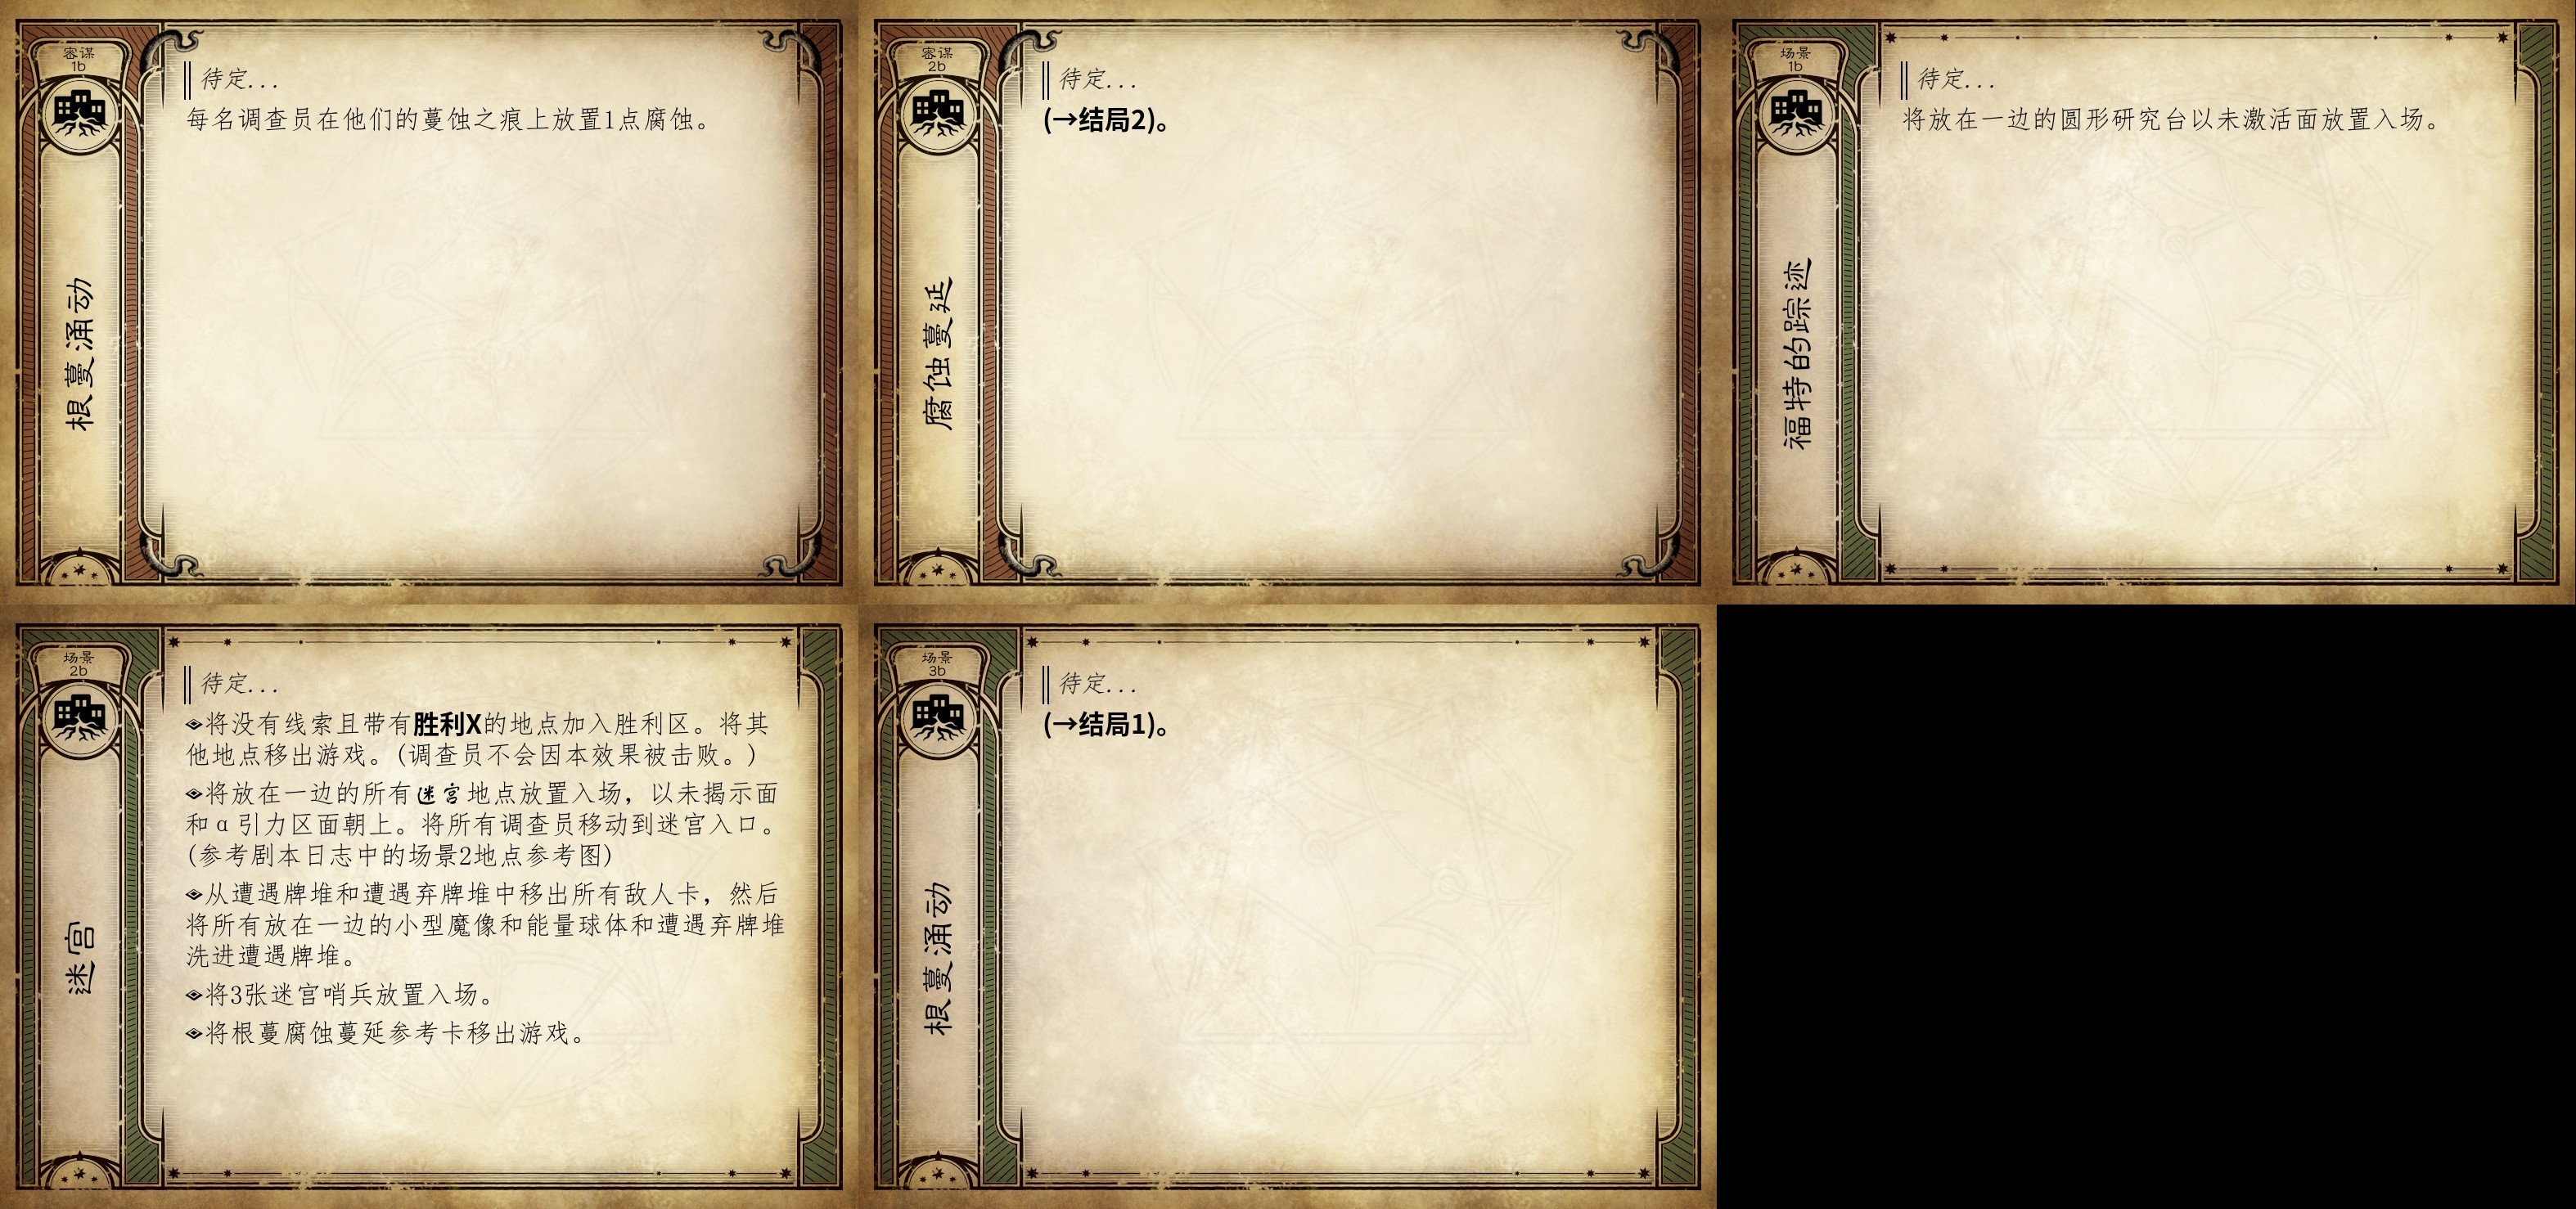 密谋
1b
根蔓涌动
待定...
每名调查员在他们的蔓蚀之痕上放置1点腐蚀。
密谋
2b
腐蚀蔓延
待定...
(→结局2)。
场景
1b
福特的踪迹
待定...
将放在一边的圆形研究台以未激活面放置入场。
场景
2b
迷宫
待定...
将没有线索且带有胜利X的地点加入胜利区。将其
他地点移出游戏。(调查员不会因本效果被击败。)
将放在一边的所有迷宫地点放置入场，以未揭示面
和α引力区面朝上。将所有调查员移动到迷宫入口。
(参考剧本日志中的场景2地点参考图)
从遭遇牌堆和遭遇弃牌堆中移出所有敌人卡，然后
将所有放在一边的小型魔像和能量球体和遭遇弃牌堆
洗进遭遇牌堆。
将3张迷宫哨兵放置入场。
将根蔓腐蚀蔓延参考卡移出游戏。
场景
3b
根蔓涌动
待定...
(→结局1)。